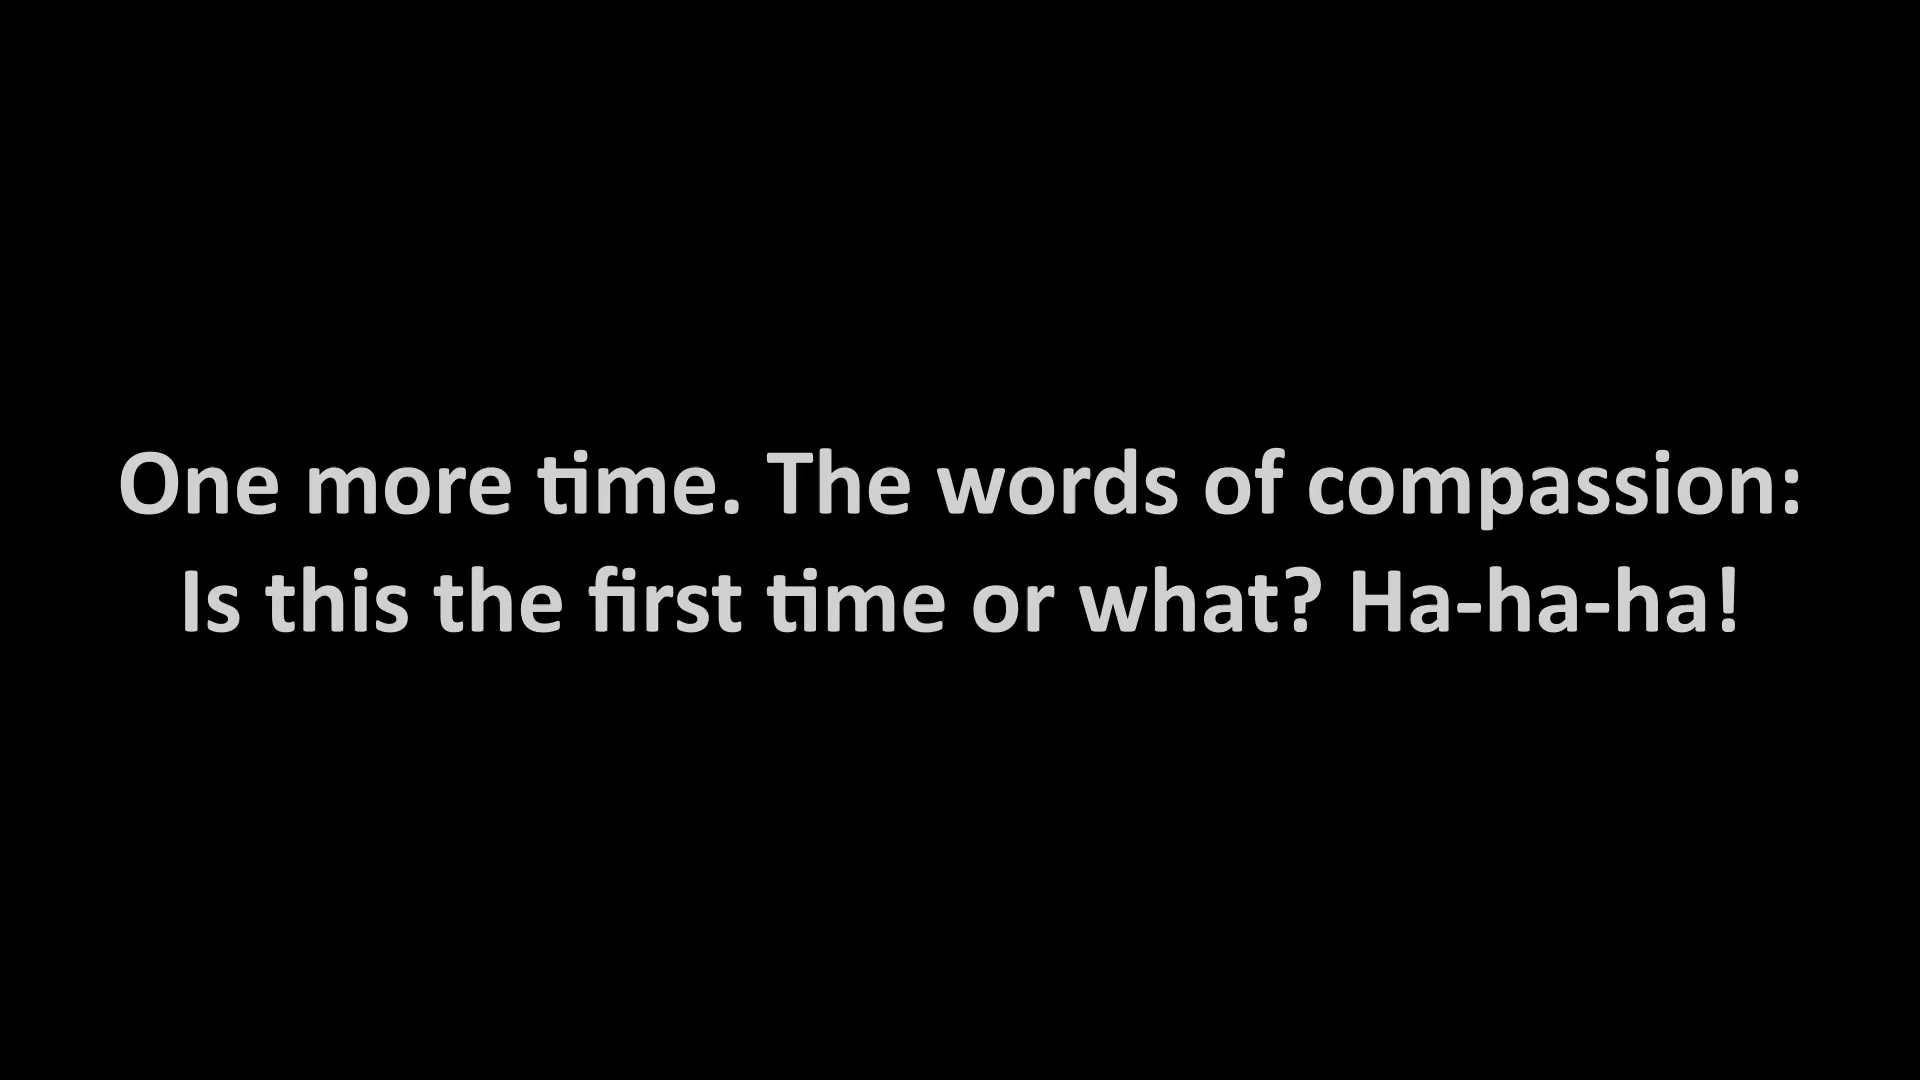 One more time. The words of compassion:
Is this the first time or what? Ha-ha-ha!